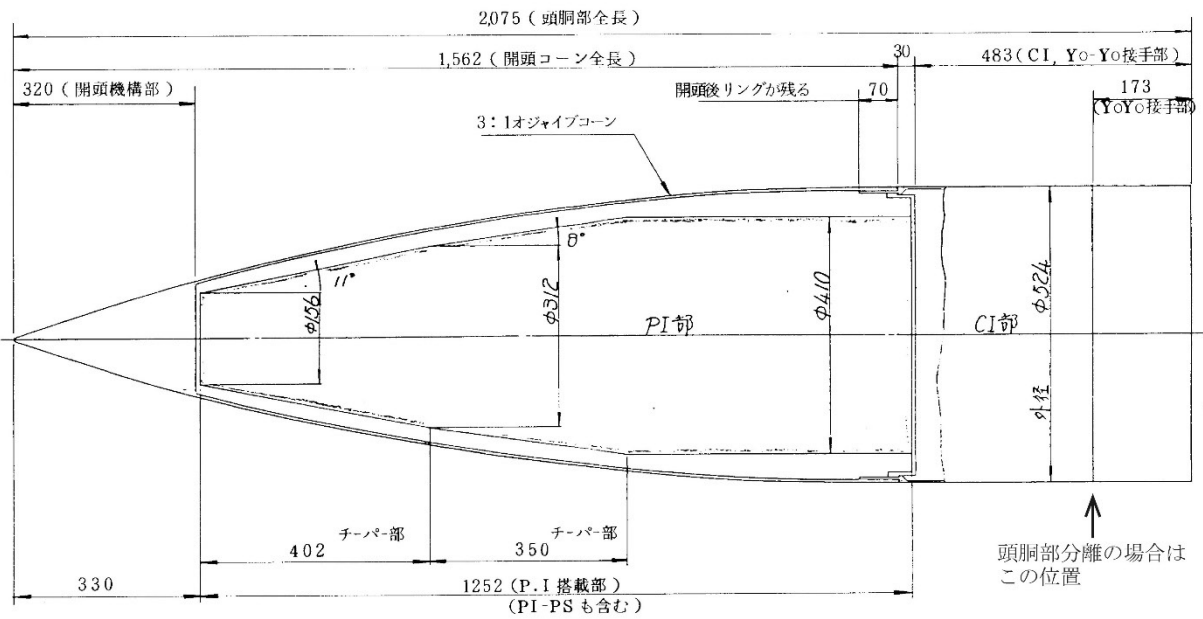 2,075 ( 頭胴部全長 )
1,562 ( 開頭コーン全長 )
30
483 ( CI, Yo-Yo接手部 )
320 ( 開頭機構部 )
開頭後リングが残る
70
173
(YoYo接手部)
3：1オジャイブコーン
8°
11°
φ156
φ312
φ410
φ524
PI部
CI部
外径
チーパー部
チーパー部
402
350
頭胴部分離の場合は
この位置
330
1252 ( P.I 搭載部 )
(PI-PS も含む )